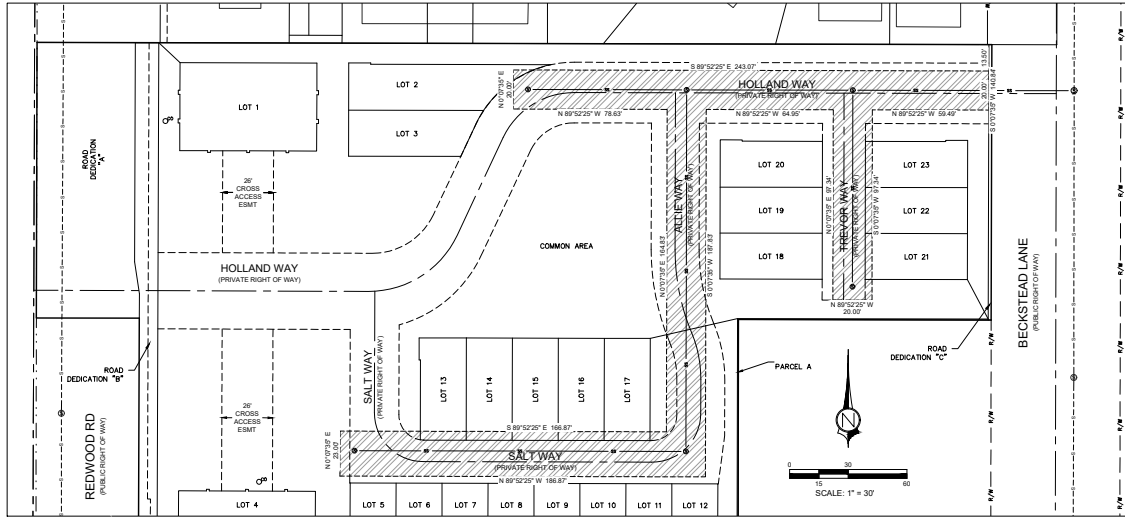 S 89°52'25" E  243.07'
HOLLAND WAY
(PRIVATE RIGHT OF WAY)
N 0°07'35" E
20.00'
13.50'
20.00'
S 0°07'35" W  140.84'
N 89°52'25" W  78.63'
N 89°52'25" W  64.95'
N 89°52'25" W  59.49'
LOT 1
LOT 2
LOT 3
ROAD
DEDICATION
"A"
26'
CROSS
ACCESS
ESMT
LOT 20
LOT 19
LOT 18
LOT 23
LOT 22
LOT 21
ALLIE WAY
(PRIVATE RIGHT OF WAY)
N 0°07'35" E  164.83'
S 0°07'35" W  187.83'
TREVOR WAY
(PRIVATE RIGHT OF WAY)
N 0°07'35" E  97.34'
S 0°07'35" W  97.34'
N 89°52'25" W
20.00'
COMMON AREA
HOLLAND WAY
(PRIVATE RIGHT OF WAY)
BECKSTEAD LANE
(PUBLIC RIGHT OF WAY)
R/W
R/W
R/W
R/W
R/W
R/W
R/W
R/W
ROAD
DEDICATION "B"
ROAD
DEDICATION "C"
PARCEL A
SALT WAY
(PRIVATE RIGHT OF WAY)
LOT 13
LOT 14
LOT 15
LOT 16
LOT 17
26'
CROSS
ACCESS
ESMT
REDWOOD RD
(PUBLIC RIGHT OF WAY)
S 89°52'25" E  166.87'
N 0°07'35" E
23.00'
SALT WAY
(PRIVATE RIGHT OF WAY)
N 89°52'25" W  186.87'
N
0
30
15
60
SCALE: 1" = 30'
LOT 4
LOT 5
LOT 6
LOT 7
LOT 8
LOT 9
LOT 10
LOT 11
LOT 12